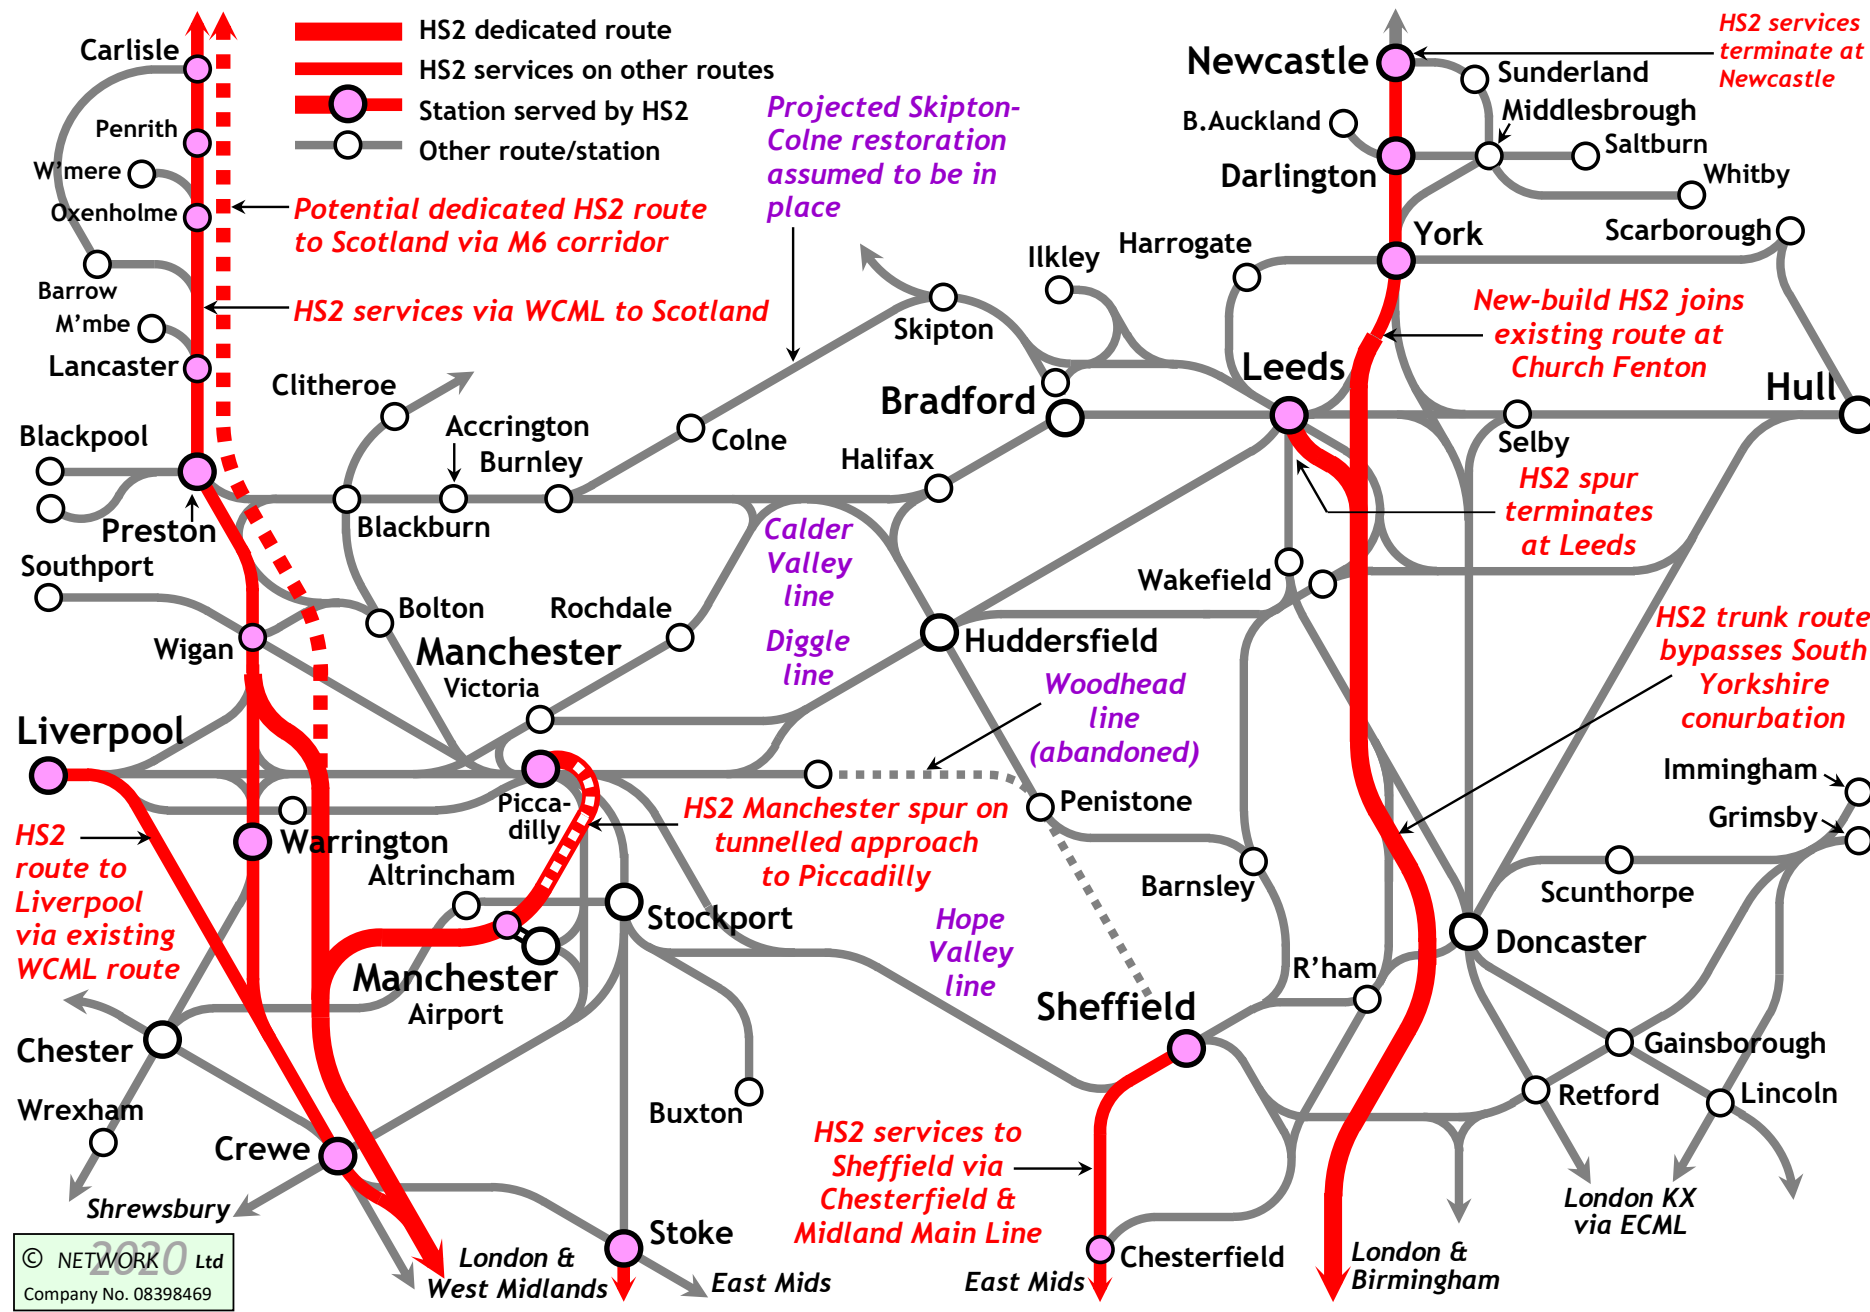 HS2 dedicated route
HS2 services on other routes
Station served by HS2
Other route/station
Carlisle
Penrith
W'mere
Oxenholme
Barrow
M'mbe
Lancaster
Blackpool
Preston
Southport
Wigan
Liverpool
Potential dedicated HS2 route
to Scotland via M6 corridor
HS2 services via WCML to Scotland
Projected Skipton-
Colne restoration
assumed to be in
place
Clitheroe
Accrington
Burnley
Blackburn
Colne
Skipton
Bolton
Rochdale
Manchester
Victoria
Picca-
dilly
Warrington
Altrincham
Stockport
Manchester
Airport
HS2
route to
Liverpool
via existing
WCML route
Chester
Wrexham
Crewe
Shrewsbury
Buxton
Stoke
London &
West Midlands
East Mids
© NETWORK 2020 Ltd
Company No. 08398469
HS2 services
terminate at
Newcastle
Newcastle
Sunderland
Middlesbrough
B.Auckland
Saltburn
Darlington
Whitby
York
Scarborough
Harrogate
Ilkley
New-build HS2 joins
existing route at
Church Fenton
Leeds
Bradford
Hull
Halifax
Selby
HS2 spur
terminates
at Leeds
Calder
Valley
line
Diggle
line
Wakefield
Huddersfield
Woodhead
line
(abandoned)
HS2 trunk route
bypasses South
Yorkshire
conurbation
Immingham
Grimsby
Penistone
HS2 Manchester spur on
tunnelled approach
to Piccadilly
Barnsley
Scunthorpe
Doncaster
Hope
Valley
line
R'ham
Sheffield
Gainsborough
Retford
Lincoln
HS2 services to
Sheffield via
Chesterfield &
Midland Main Line
Chesterfield
East Mids
London &
Birmingham
London KX
via ECML